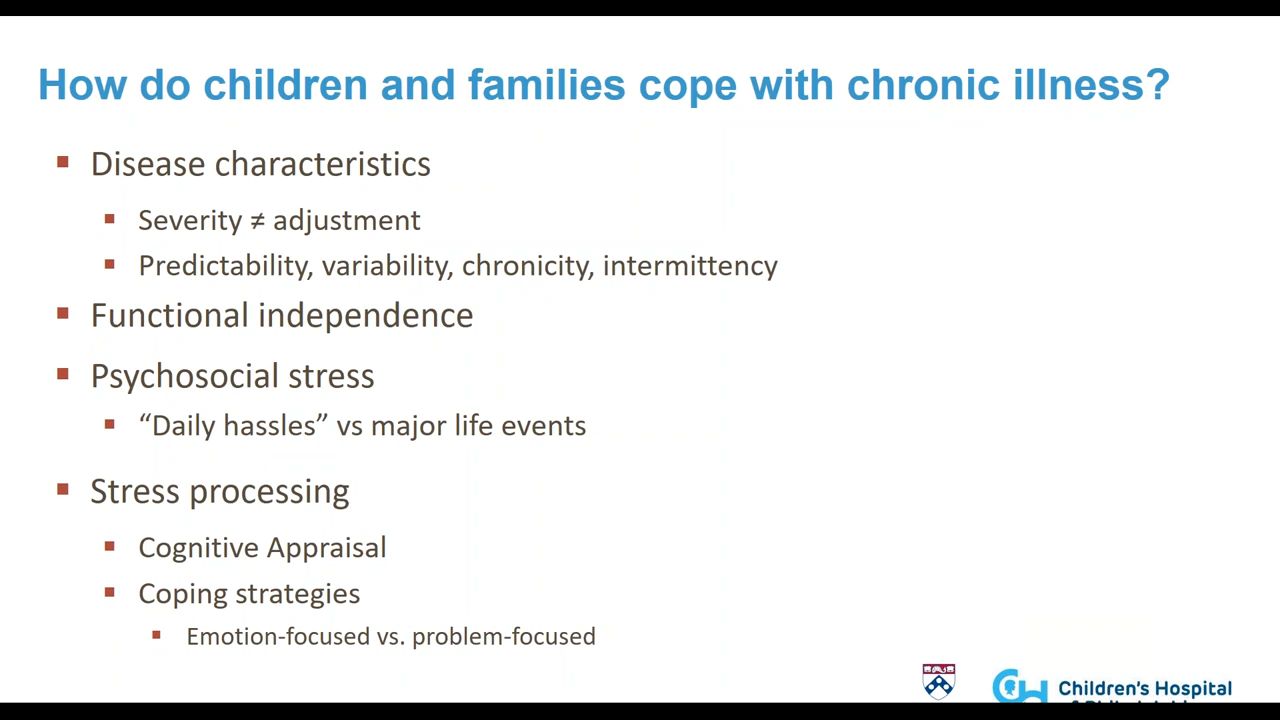 How do children and families cope with chronic illness?
Disease characteristics
Severity ≠ adjustment
Predictability, variability, chronicity, intermittency
Functional independence
Psychosocial stress
“Daily hassles” vs major life events
Stress processing
Cognitive Appraisal
Coping strategies
Emotion-focused vs. problem-focused
Children’s Hospital